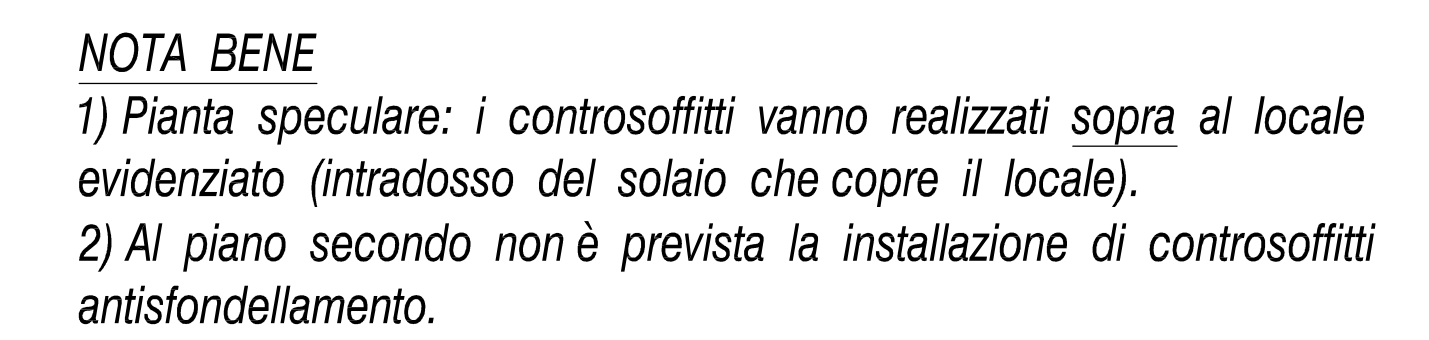 NOTA BENE
1) Pianta speculare: i controsoffitti vanno realizzati sopra al locale
evidenziato (intradosso del solaio che copre il locale).
2) Al piano secondo non è prevista la installazione di controsoffitti
antisfondellamento.